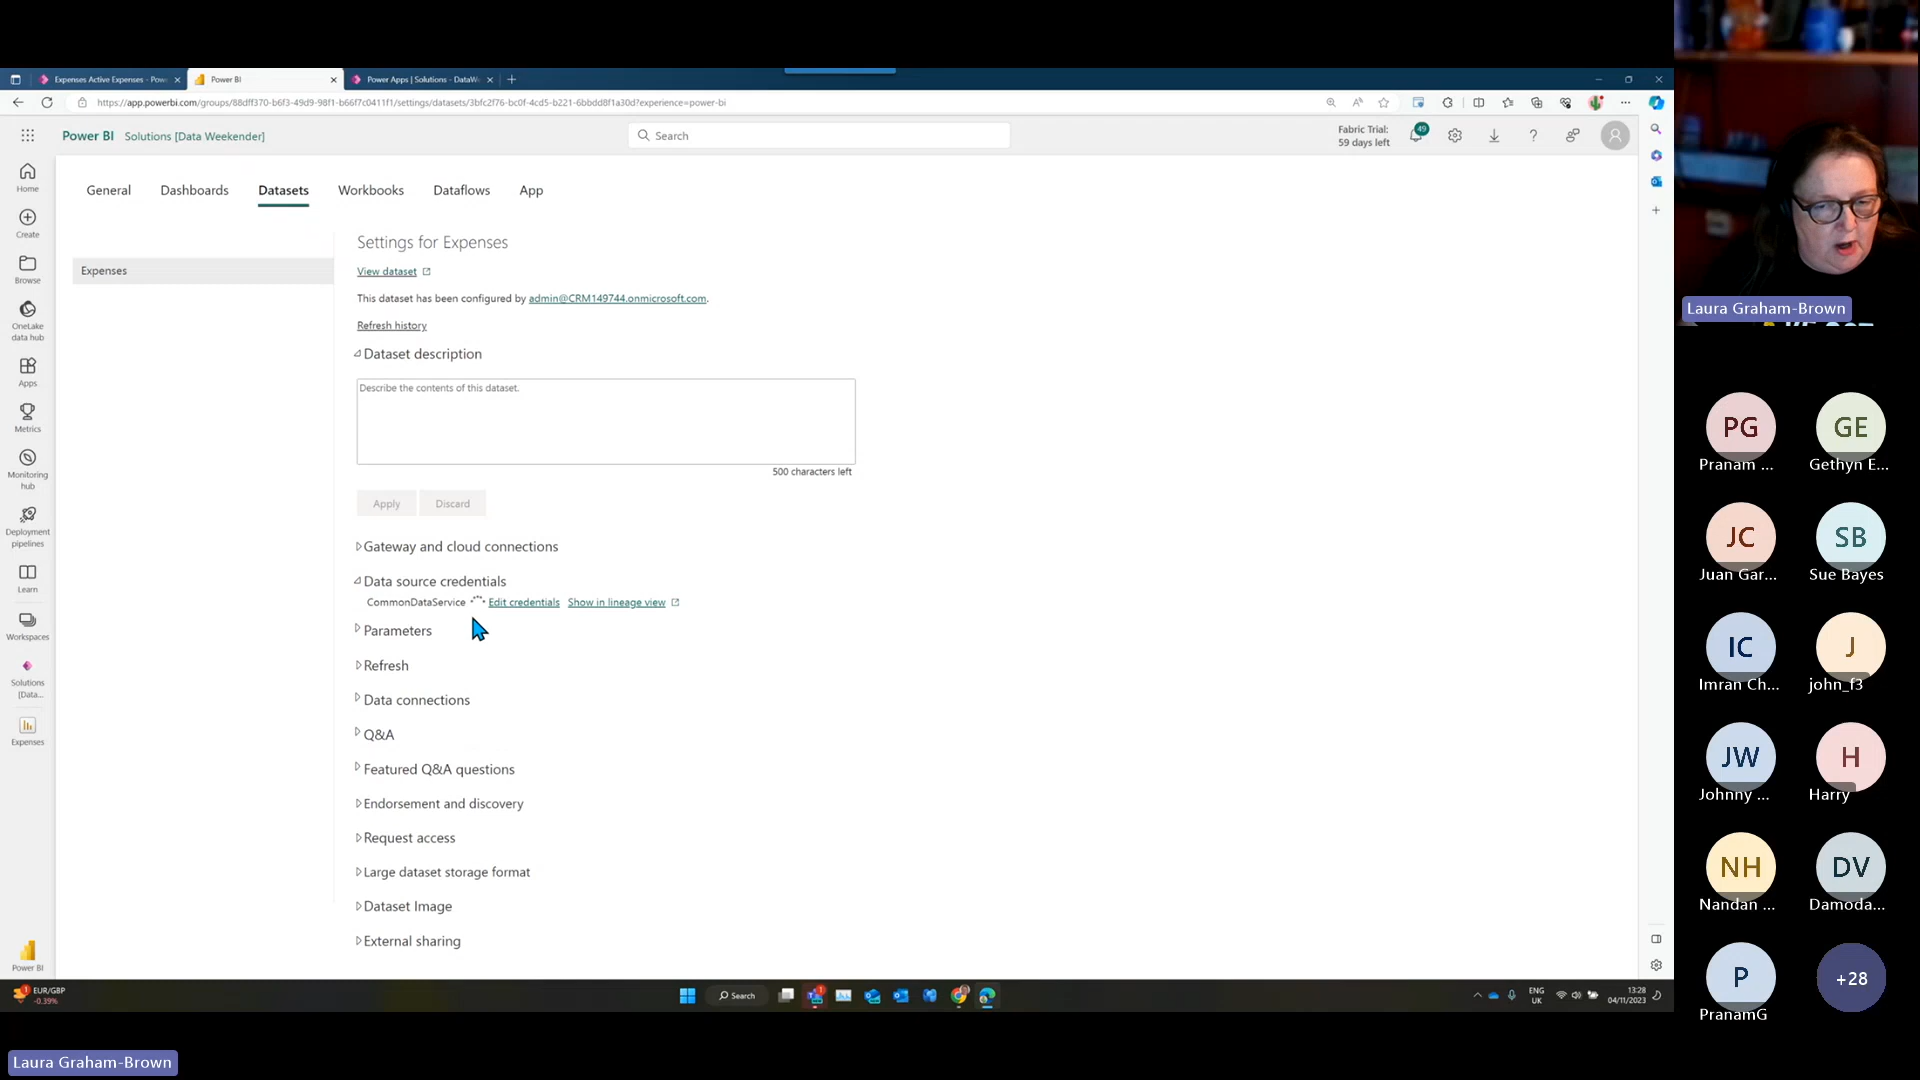 Expenses Active Expenses - Pow
Power BI
Power Apps | Solutions - DataW
https://app.powerbi.com/groups/88dff370-b6f3-49d9-98f1-b66f7c0411f1/settings/datasets/3bfc2f76-bc0f-4cd5-b221-6bbdd8f1a30d?experience=power-bi
Power BI
Solutions [Data Weekender]
Search
Fabric Trial:
59 days left
49
Home
Create
Browse
OneLake
data hub
Apps
Metrics
Monitoring
hub
Deployment
pipelines
Learn
Workspaces
Solutions
[Data...
Expenses
Power BI
General
Dashboards
Datasets
Workbooks
Dataflows
App
Expenses
Settings for Expenses
View dataset
This dataset has been configured by admin@CRM149744.onmicrosoft.com.
Refresh history
Dataset description
Describe the contents of this dataset.
500 characters left
Apply
Discard
Gateway and cloud connections
Data source credentials
CommonDataService Edit credentials Show in lineage view
Parameters
Refresh
Data connections
Q&A
Featured Q&A questions
Endorsement and discovery
Request access
Large dataset storage format
Dataset Image
External sharing
EUR/GBP
-0.39%
Search
ENG
UK
13:28
04/11/2023
Laura Graham-Brown
PG
Pranam ...
GE
Gethyn E...
JC
Juan Gar...
SB
Sue Bayes
IC
Imran Ch...
J
john_f3
JW
Johnny ...
H
Harry
NH
Nandan ...
DV
Damoda...
P
PranamG
+28
Laura Graham-Brown